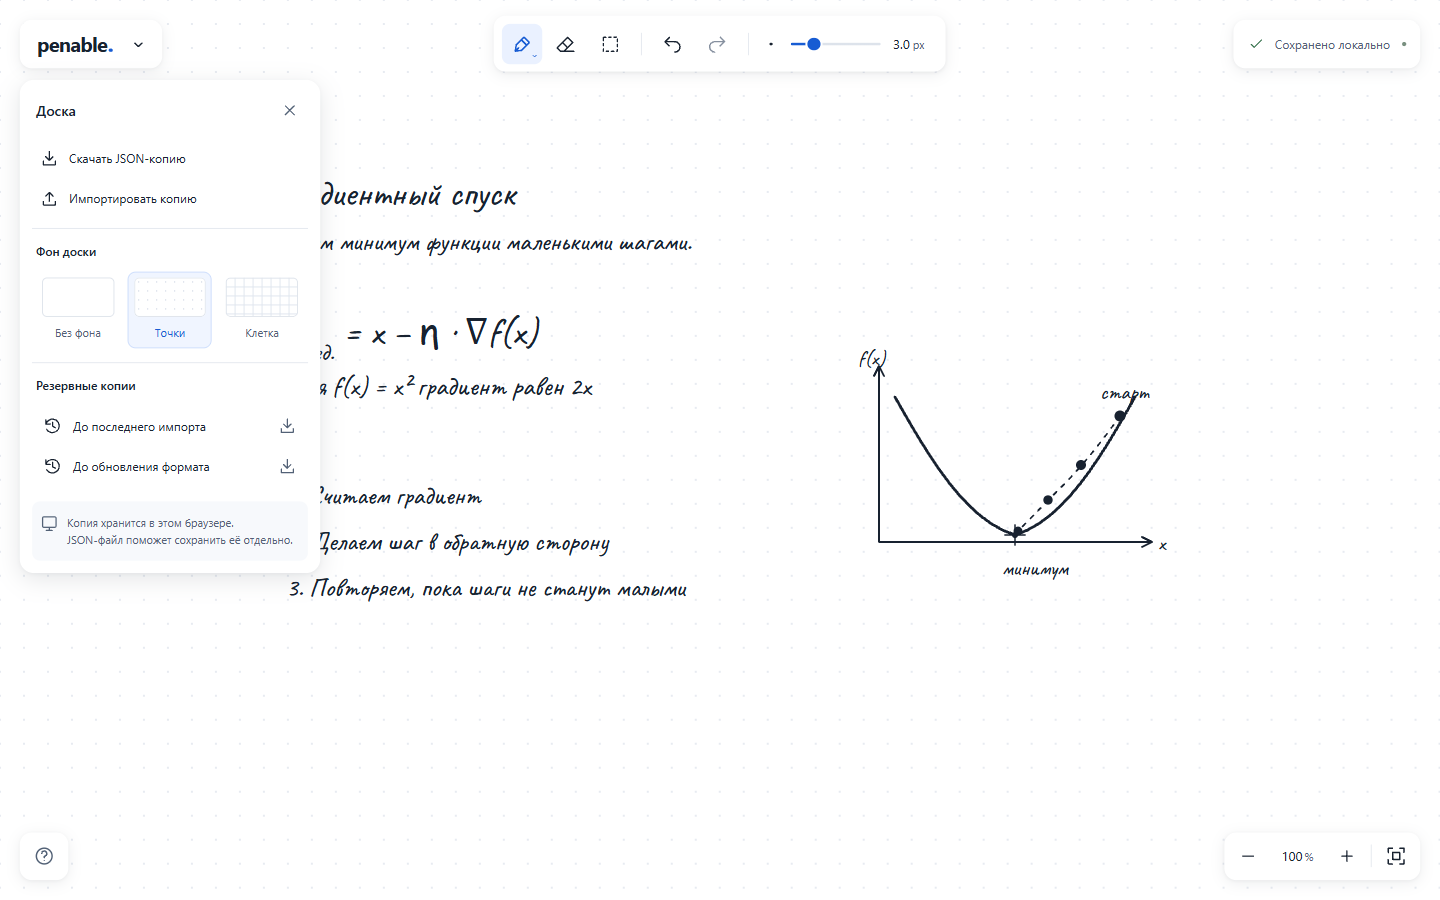 penable.
3.0 px
Сохранено локально
Доска
Скачать JSON-копию
Импортировать копию
Фон доски
Без фона
Точки
Клетка
Резервные копии
До последнего импорта
До обновления формата
Копия хранится в этом браузере.
JSON-файл поможет сохранить её отдельно.
диентный спуск
м минимум функции маленькими шагами.
= x − η · ∇f(x)
ед.
я f(x) = x² градиент равен 2x
Считаем градиент
Делаем шаг в обратную сторону
3. Повторяем, пока шаги не станут малыми
f(x)
старт
x
минимум
100 %